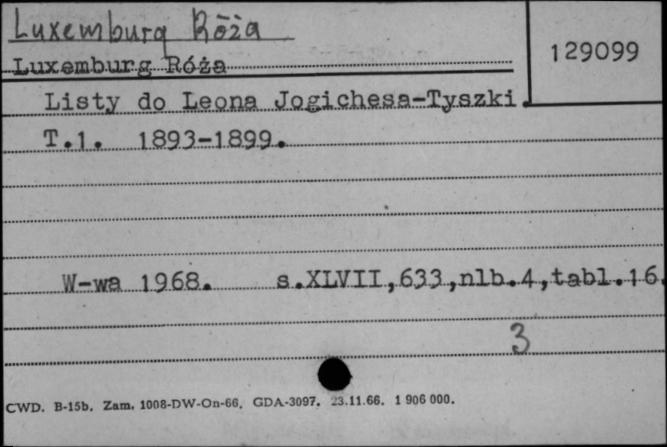 Luxemburg Róża
129099
Luxemburg Róża
Listy do Leona Jogichesa-Tyszki.
T.1. 1893-1899.
W-wa 1968. s.XLVII,633,nlb.4,tabl.16.
3
CWD. B-15b. Zam. 1008-DW-On-66. GDA-3097. 23.11.66. 1 906 000.